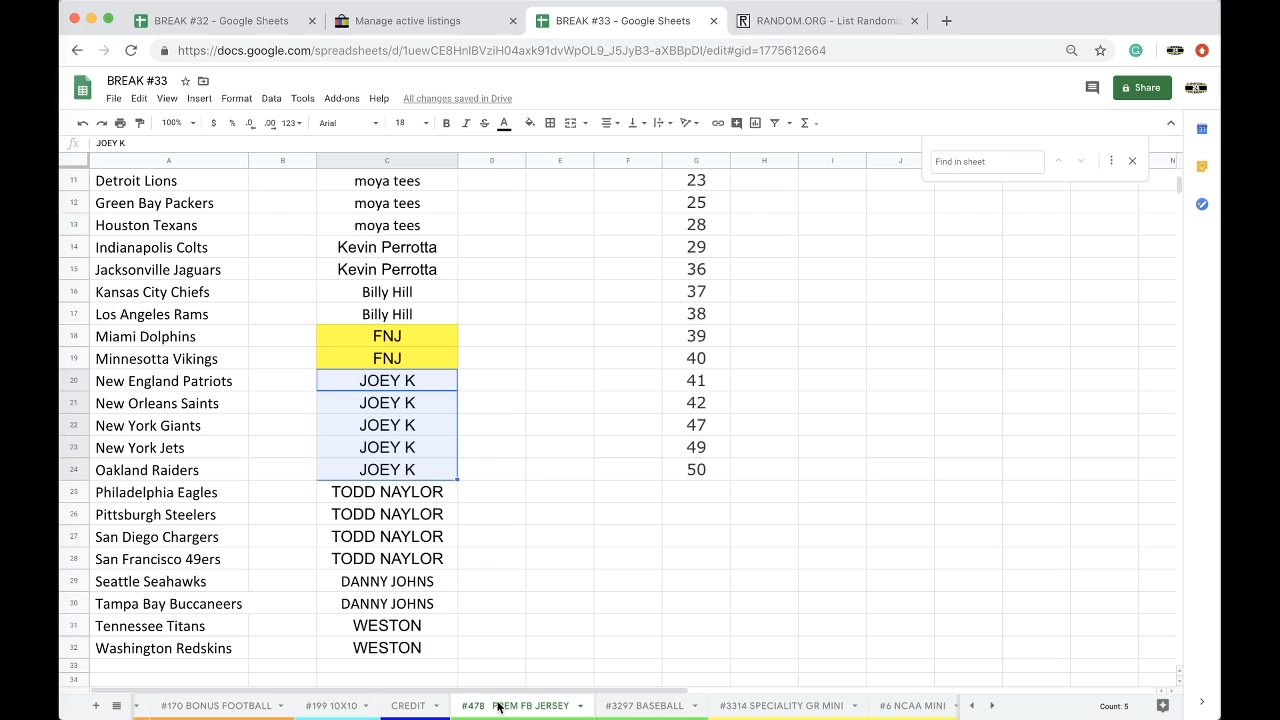 BREAK #32 - Google Sheets Manage active listings BREAK #33 - Google Sheets RANDOM.ORG - List Randomiz
https://docs.google.com/spreadsheets/d/1uewCE8HnlBVziH04axk91dvWpOL9_J5JyB3-aXBBpDI/edit#gid=1775612664
BREAK #33
File Edit View Insert Format Data Tools Add-ons Help All changes saved in Drive
Share
100% $ % .0 .00 123 Arial 18 B I S A
fx JOEY K
Find in sheet
A B C D E F G H I J N
11 Detroit Lions moya tees 23
12 Green Bay Packers moya tees 25
13 Houston Texans moya tees 28
14 Indianapolis Colts Kevin Perrotta 29
15 Jacksonville Jaguars Kevin Perrotta 36
16 Kansas City Chiefs Billy Hill 37
17 Los Angeles Rams Billy Hill 38
18 Miami Dolphins FNJ 39
19 Minnesotta Vikings FNJ 40
20 New England Patriots JOEY K 41
21 New Orleans Saints JOEY K 42
22 New York Giants JOEY K 47
23 New York Jets JOEY K 49
24 Oakland Raiders JOEY K 50
25 Philadelphia Eagles TODD NAYLOR
26 Pittsburgh Steelers TODD NAYLOR
27 San Diego Chargers TODD NAYLOR
28 San Francisco 49ers TODD NAYLOR
29 Seattle Seahawks DANNY JOHNS
30 Tampa Bay Buccaneers DANNY JOHNS
31 Tennessee Titans WESTON
32 Washington Redskins WESTON
33
34
#170 BONUS FOOTBALL #199 10X10 CREDIT #478 PREM FB JERSEY #3297 BASEBALL #3314 SPECIALITY GR MINI #6 NCAA MINI Count: 5